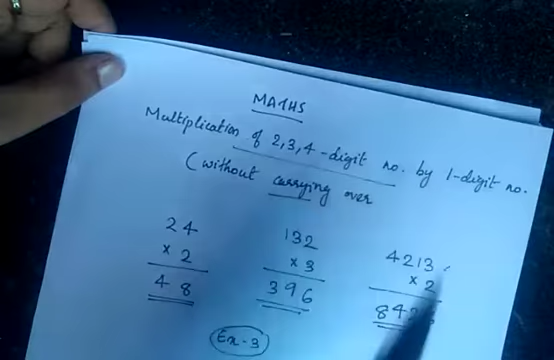 MATHS
Multiplication of 2,3,4-digit no. by 1-digit no.
(without carrying over
24
× 2
48
132
× 3
396
4213
× 2
Ex-3